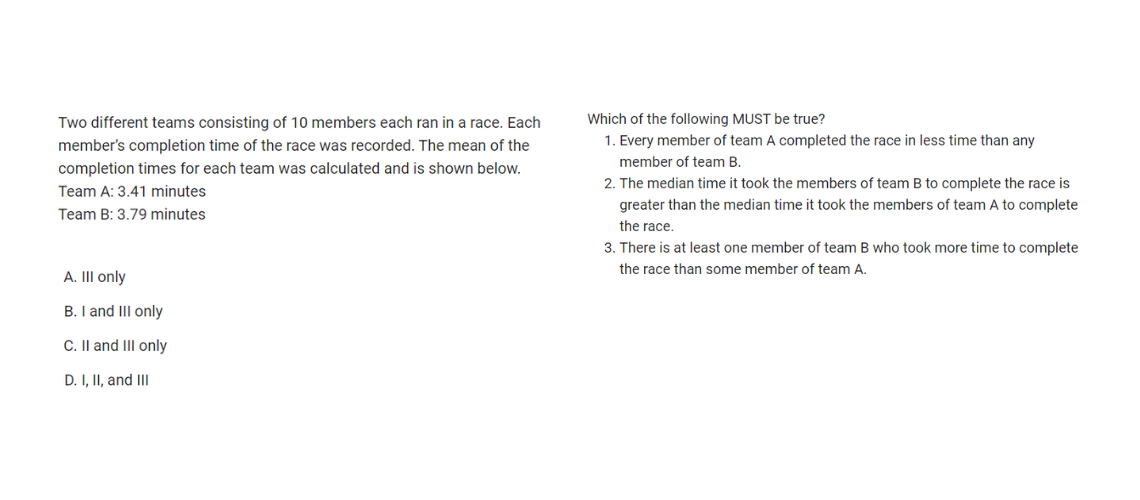 Two different teams consisting of 10 members each ran in a race. Each
member's completion time of the race was recorded. The mean of the
completion times for each team was calculated and is shown below.
Team A: 3.41 minutes
Team B: 3.79 minutes
A. III only
B. I and III only
C. II and III only
D. I, II, and III
Which of the following MUST be true?
1. Every member of team A completed the race in less time than any
member of team B.
2. The median time it took the members of team B to complete the race is
greater than the median time it took the members of team A to complete
the race.
3. There is at least one member of team B who took more time to complete
the race than some member of team A.